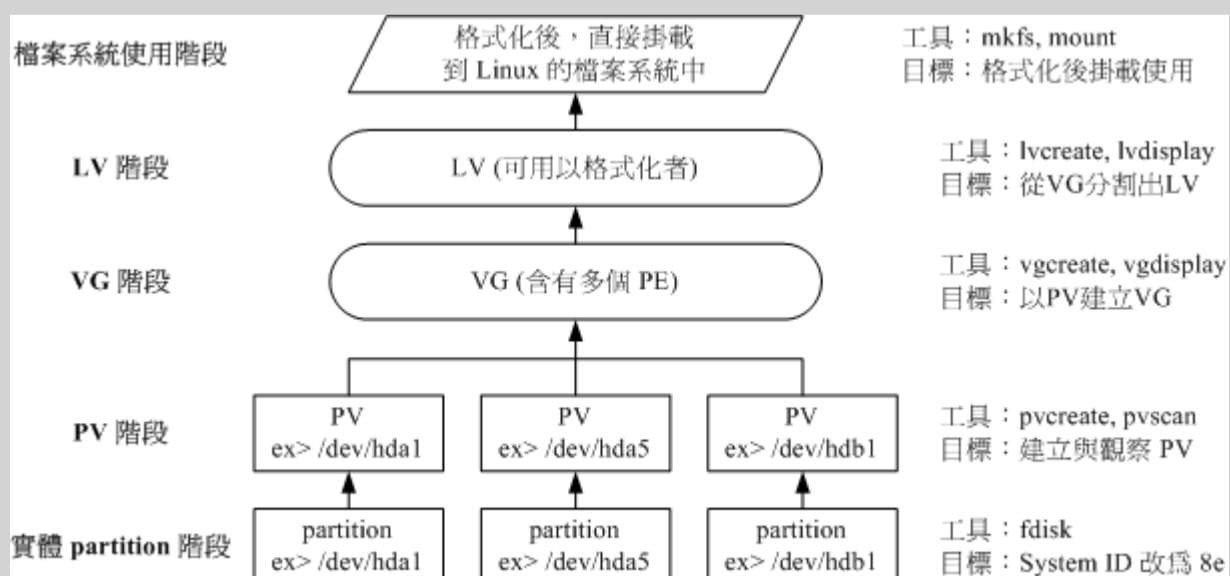 檔案系統使用階段
格式化後，直接掛載
到 Linux 的檔案系統中
工具：mkfs, mount
目標：格式化後掛載使用
LV 階段
LV (可用以格式化者)
工具：lvcreate, lvdisplay
目標：從VG分割出LV
VG 階段
VG (含有多個 PE)
工具：vgcreate, vgdisplay
目標：以PV建立VG
PV 階段
PV
ex> /dev/hda1
PV
ex> /dev/hda5
PV
ex> /dev/hdb1
工具：pvcreate, pvscan
目標：建立與觀察 PV
實體 partition 階段
partition
ex> /dev/hda1
partition
ex> /dev/hda5
partition
ex> /dev/hdb1
工具：fdisk
目標：System ID 改為 8e